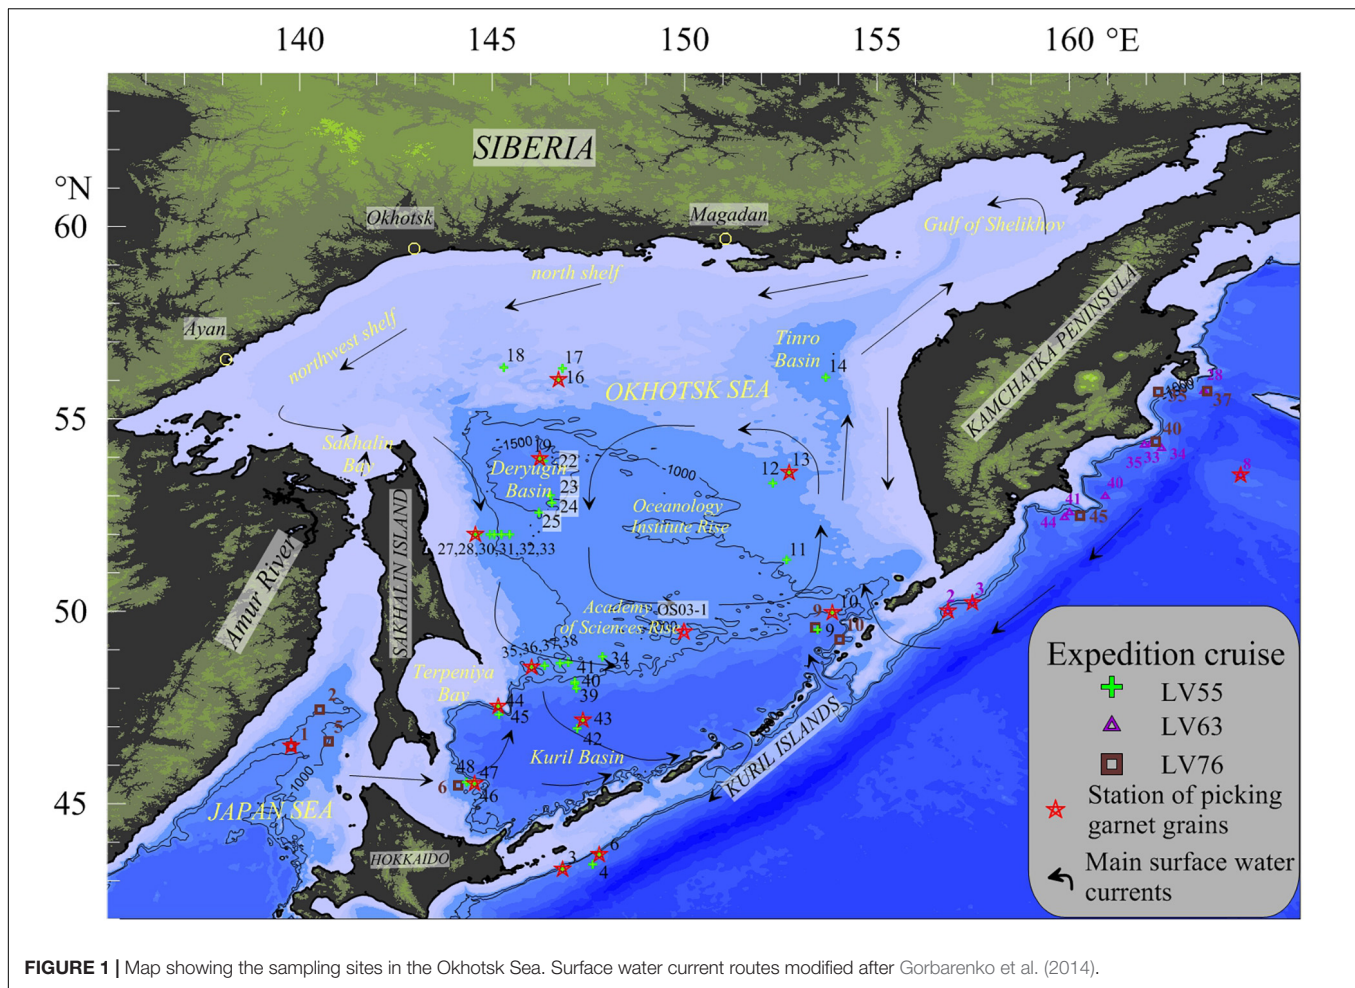 140 145 150 155 160 °E
°N
60
55
50
45
SIBERIA
Okhotsk
Magadan
Gulf of Shelikhov
north shelf
Ayan
northwest shelf
Tinro
Basin
KAMCHATKA PENINSULA
18
17
16
14
OKHOTSK SEA
28
1000
35
37
Sakhalin
Bay
1500
19
22
Deryugin
Basin
23
24
25
1000
12
13
40
35
33
34
8
40
41
44
45
Oceanology
Institute Rise
27,28,30,31,32,33
11
Amur River
SAKHALIN ISLAND
Academy
of Sciences Rise
OS03-1
9
10
9
10
2
3
35,36,37,38
34
41
40
39
Terpeniya
Bay
44
45
43
42
Kuril Basin
2
1
5
1000
48
47
6
46
JAPAN SEA
KURIL ISLANDS
HOKKAIDO
3
6
4
Expedition cruise
LV55
LV63
LV76
Station of picking
garnet grains
Main surface water
currents
FIGURE 1 | Map showing the sampling sites in the Okhotsk Sea. Surface water current routes modified after Gorbarenko et al. (2014).